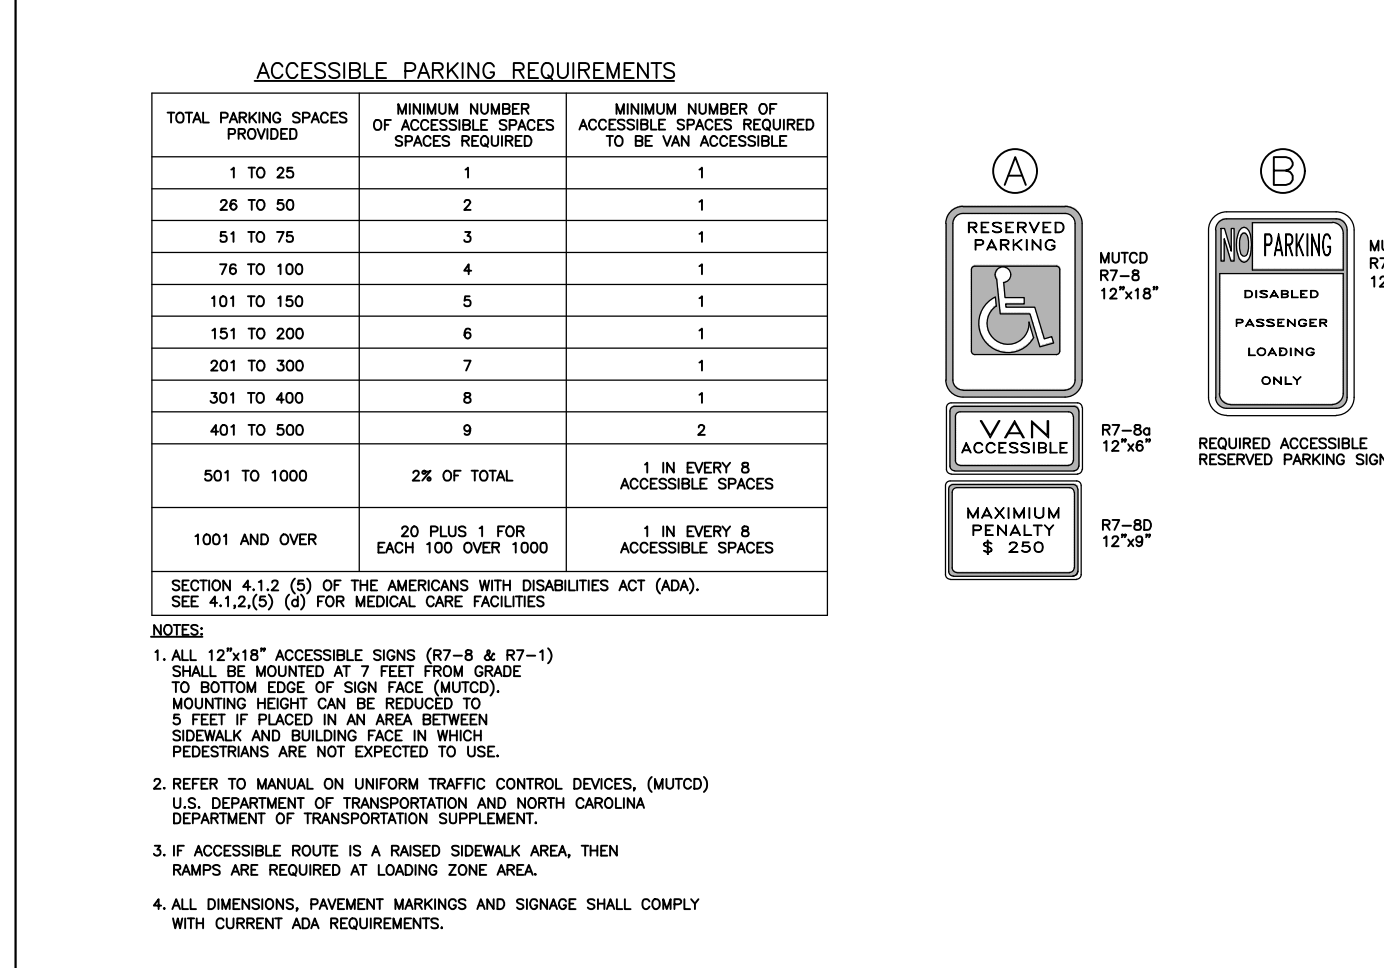 ACCESSIBLE PARKING REQUIREMENTS
TOTAL PARKING SPACES
PROVIDED
MINIMUM NUMBER
OF ACCESSIBLE SPACES
SPACES REQUIRED
MINIMUM NUMBER OF
ACCESSIBLE SPACES REQUIRED
TO BE VAN ACCESSIBLE
1 TO 25 1 1
26 TO 50 2 1
51 TO 75 3 1
76 TO 100 4 1
101 TO 150 5 1
151 TO 200 6 1
201 TO 300 7 1
301 TO 400 8 1
401 TO 500 9 2
501 TO 1000
2% OF TOTAL
1 IN EVERY 8
ACCESSIBLE SPACES
1001 AND OVER
20 PLUS 1 FOR
EACH 100 OVER 1000
1 IN EVERY 8
ACCESSIBLE SPACES
SECTION 4.1.2 (5) OF THE AMERICANS WITH DISABILITIES ACT (ADA).
SEE 4.1,2,(5) (d) FOR MEDICAL CARE FACILITIES
NOTES:
1. ALL 12"x18" ACCESSIBLE SIGNS (R7-8 & R7-1)
SHALL BE MOUNTED AT 7 FEET FROM GRADE
TO BOTTOM EDGE OF SIGN FACE (MUTCD).
MOUNTING HEIGHT CAN BE REDUCED TO
5 FEET IF PLACED IN AN AREA BETWEEN
SIDEWALK AND BUILDING FACE IN WHICH
PEDESTRIANS ARE NOT EXPECTED TO USE.
2. REFER TO MANUAL ON UNIFORM TRAFFIC CONTROL DEVICES, (MUTCD)
U.S. DEPARTMENT OF TRANSPORTATION AND NORTH CAROLINA
DEPARTMENT OF TRANSPORTATION SUPPLEMENT.
3. IF ACCESSIBLE ROUTE IS A RAISED SIDEWALK AREA, THEN
RAMPS ARE REQUIRED AT LOADING ZONE AREA.
4. ALL DIMENSIONS, PAVEMENT MARKINGS AND SIGNAGE SHALL COMPLY
WITH CURRENT ADA REQUIREMENTS.
A
RESERVED
PARKING
MUTCD
R7-8
12"x18"
VAN
ACCESSIBLE
R7-8a
12"x6"
MAXIMIUM
PENALTY
$ 250
R7-8D
12"x9"
B
NO PARKING
DISABLED
PASSENGER
LOADING
ONLY
REQUIRED ACCESSIBLE
RESERVED PARKING